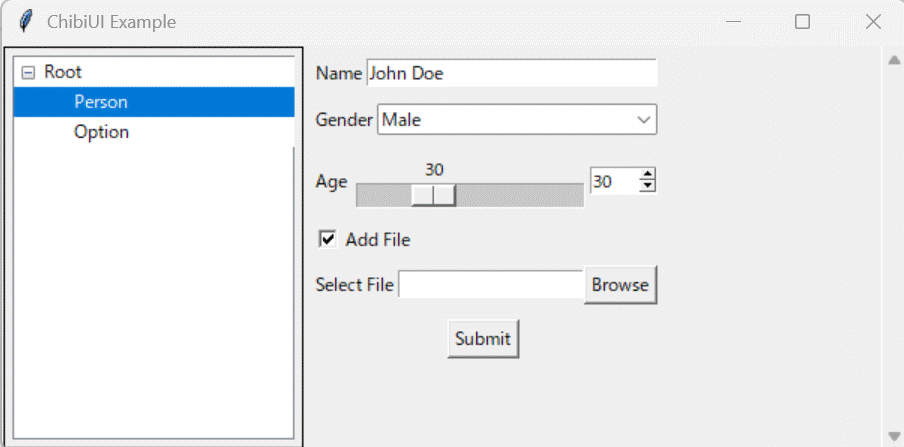 ChibiUI Example
Root
Person
Option
Name John Doe
Gender Male
30
Age 30
Add File
Select File Browse
Submit